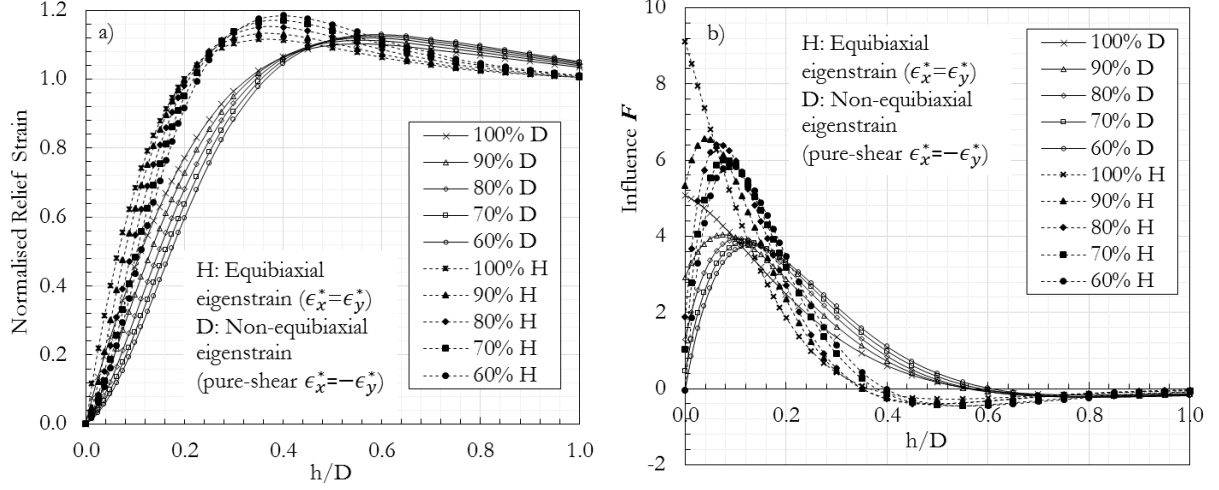 a)
Normalised Relief Strain
1.2
1.0
0.8
0.6
0.4
0.2
0.0
0.0 0.2 0.4 0.6 0.8 1.0
h/D
H: Equibiaxial
eigenstrain (ϵ*x=ϵ*y)
D: Non-equibiaxial
eigenstrain
(pure-shear ϵ*x=−ϵ*y)
100% D
90% D
80% D
70% D
60% D
100% H
90% H
80% H
70% H
60% H
b)
Influence F
10
8
6
4
2
0
-2
0.0 0.2 0.4 0.6 0.8 1.0
h/D
H: Equibiaxial
eigenstrain (ϵ*x=ϵ*y)
D: Non-equibiaxial
eigenstrain
(pure-shear ϵ*x=−ϵ*y)
100% D
90% D
80% D
70% D
60% D
100% H
90% H
80% H
70% H
60% H